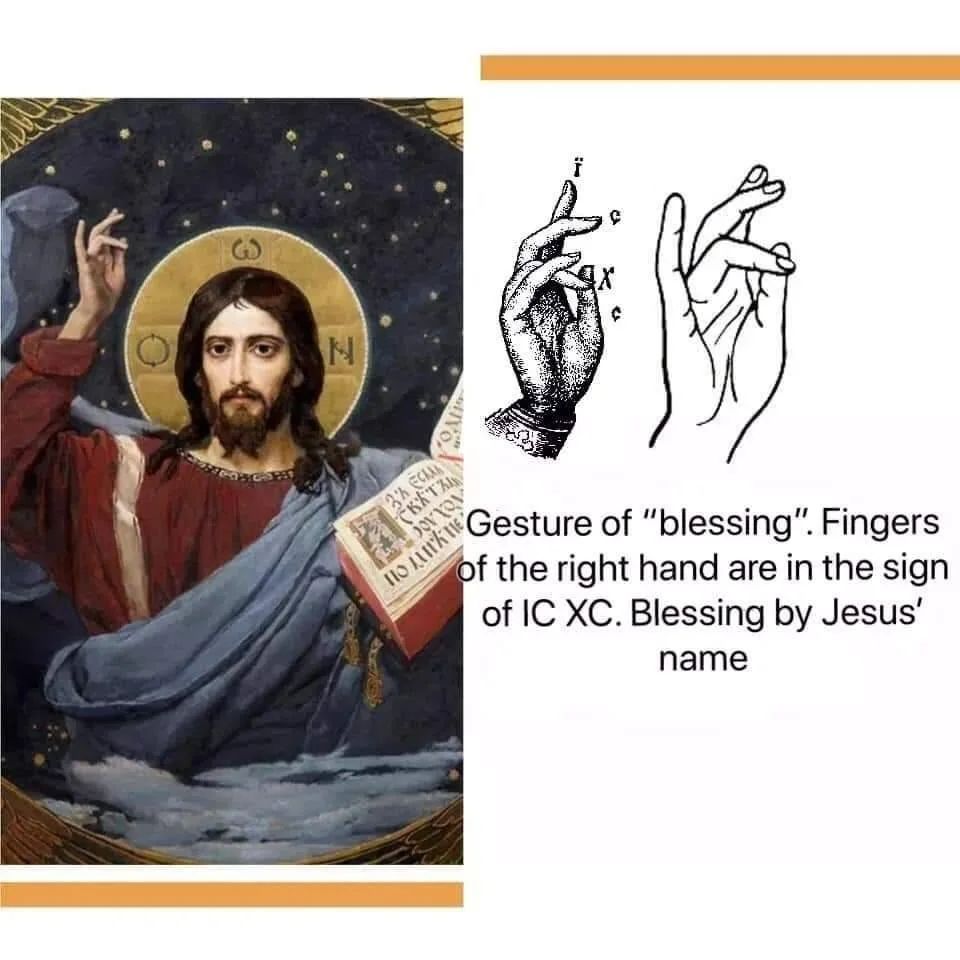 ω
Ο Ν
ї
с
х
с
Gesture of “blessing”. Fingers
of the right hand are in the sign
of IC XC. Blessing by Jesus’
name